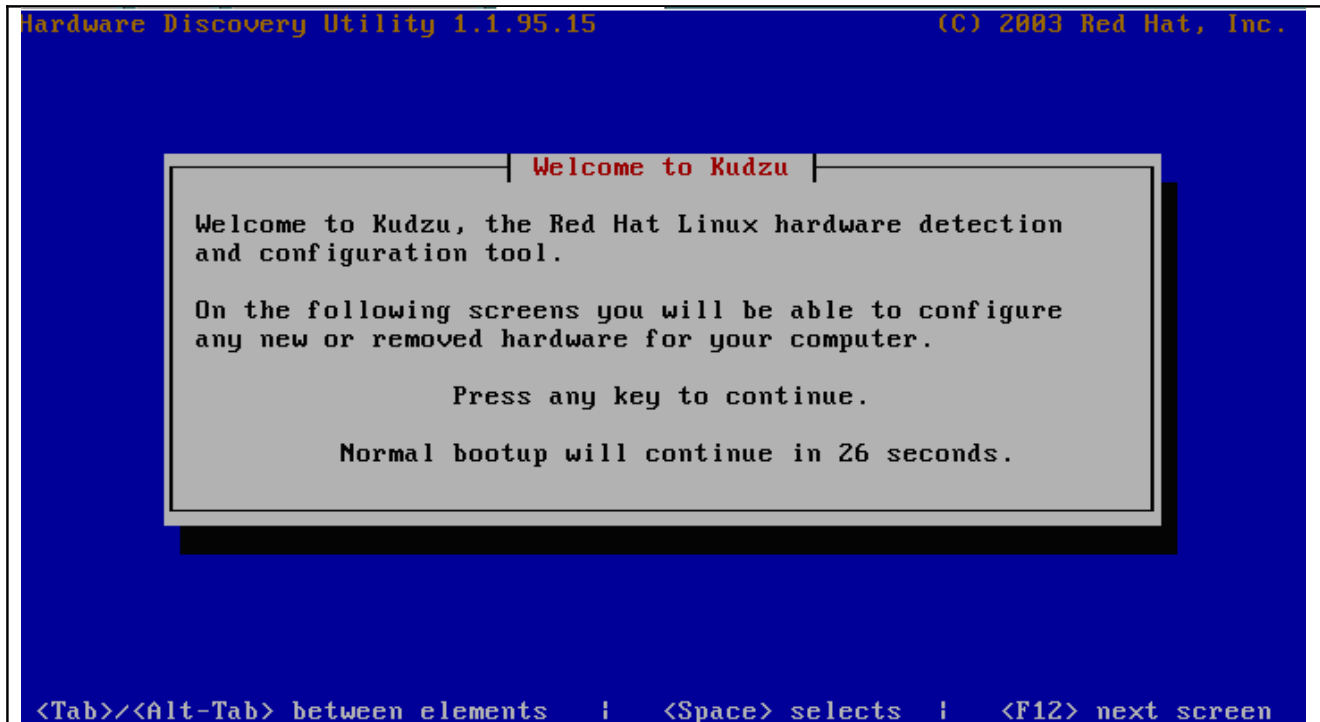 Hardware Discovery Utility 1.1.95.15 (C) 2003 Red Hat, Inc.
Welcome to Kudzu
Welcome to Kudzu, the Red Hat Linux hardware detection
and configuration tool.
On the following screens you will be able to configure
any new or removed hardware for your computer.
Press any key to continue.
Normal bootup will continue in 26 seconds.
<Tab>/<Alt-Tab> between elements | <Space> selects | <F12> next screen